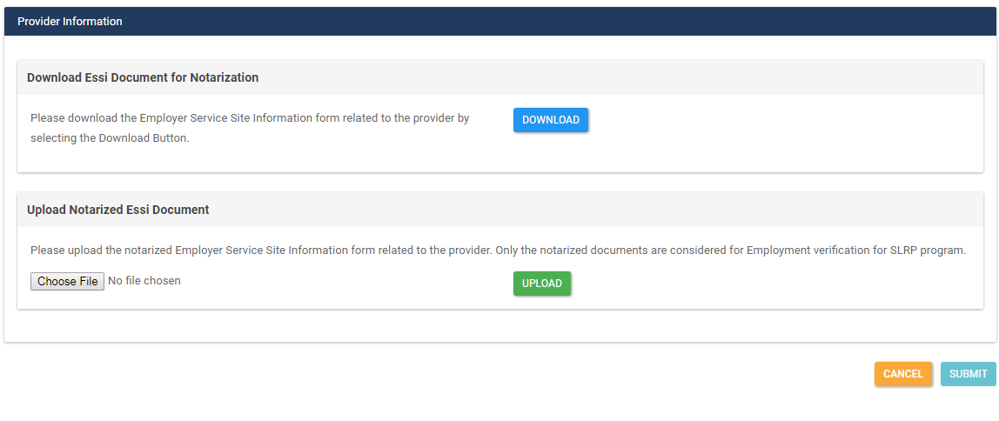 Provider Information
Download Essi Document for Notarization
Please download the Employer Service Site Information form related to the provider by
selecting the Download Button.
DOWNLOAD
Upload Notarized Essi Document
Please upload the notarized Employer Service Site Information form related to the provider. Only the notarized documents are considered for Employment verification for SLRP program.
Choose File No file chosen
UPLOAD
CANCEL SUBMIT